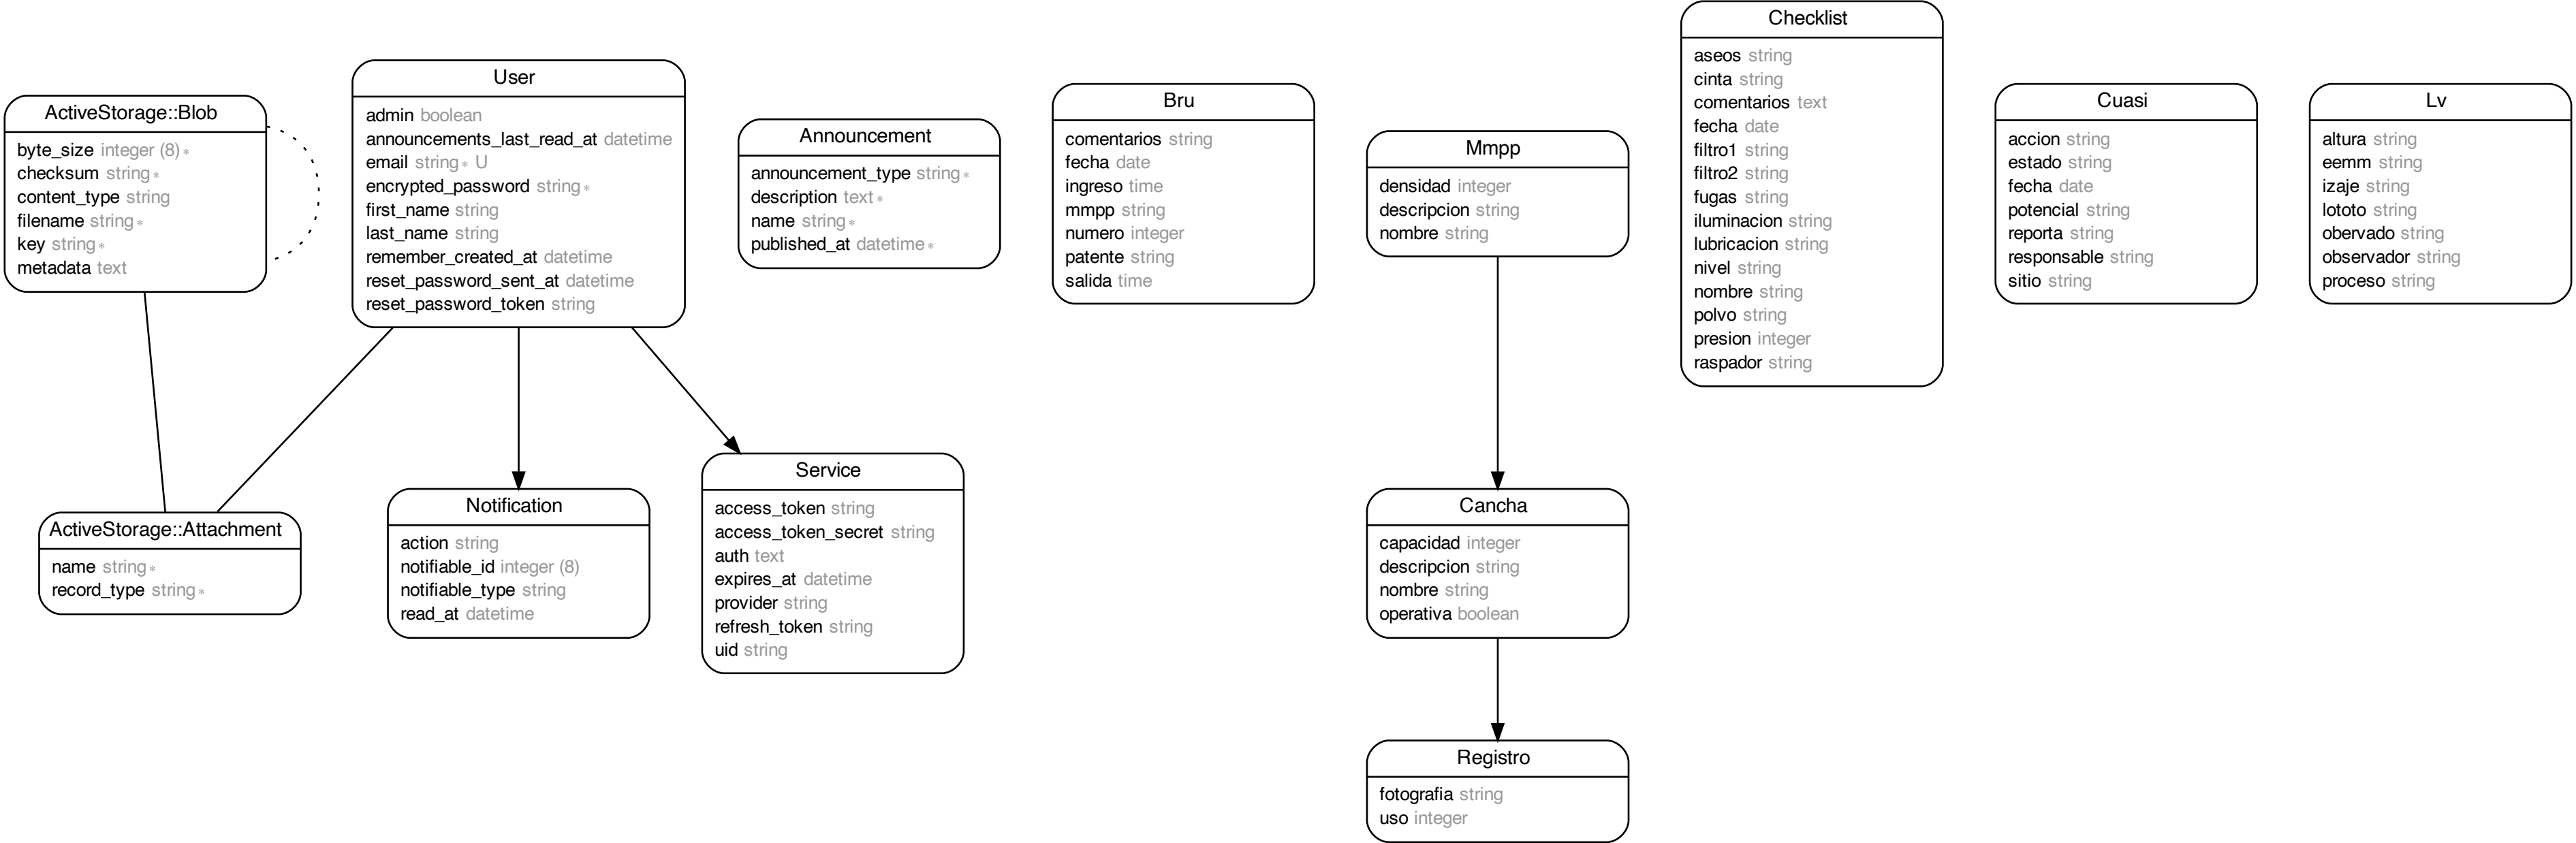 ActiveStorage::Blob
byte_size integer (8) *
checksum string *
content_type string
filename string *
key string *
metadata text
User
admin boolean
announcements_last_read_at datetime
email string * U
encrypted_password string *
first_name string
last_name string
remember_created_at datetime
reset_password_sent_at datetime
reset_password_token string
Announcement
announcement_type string *
description text *
name string *
published_at datetime *
Bru
comentarios string
fecha date
ingreso time
mmpp string
numero integer
patente string
salida time
Mmpp
densidad integer
descripcion string
nombre string
Checklist
aseos string
cinta string
comentarios text
fecha date
filtro1 string
filtro2 string
fugas string
iluminacion string
lubricacion string
nivel string
nombre string
polvo string
presion integer
raspador string
Cuasi
accion string
estado string
fecha date
potencial string
reporta string
responsable string
sitio string
Lv
altura string
eemm string
izaje string
lototo string
obervado string
observador string
proceso string
ActiveStorage::Attachment
name string *
record_type string *
Notification
action string
notifiable_id integer (8)
notifiable_type string
read_at datetime
Service
access_token string
access_token_secret string
auth text
expires_at datetime
provider string
refresh_token string
uid string
Cancha
capacidad integer
descripcion string
nombre string
operativa boolean
Registro
fotografia string
uso integer